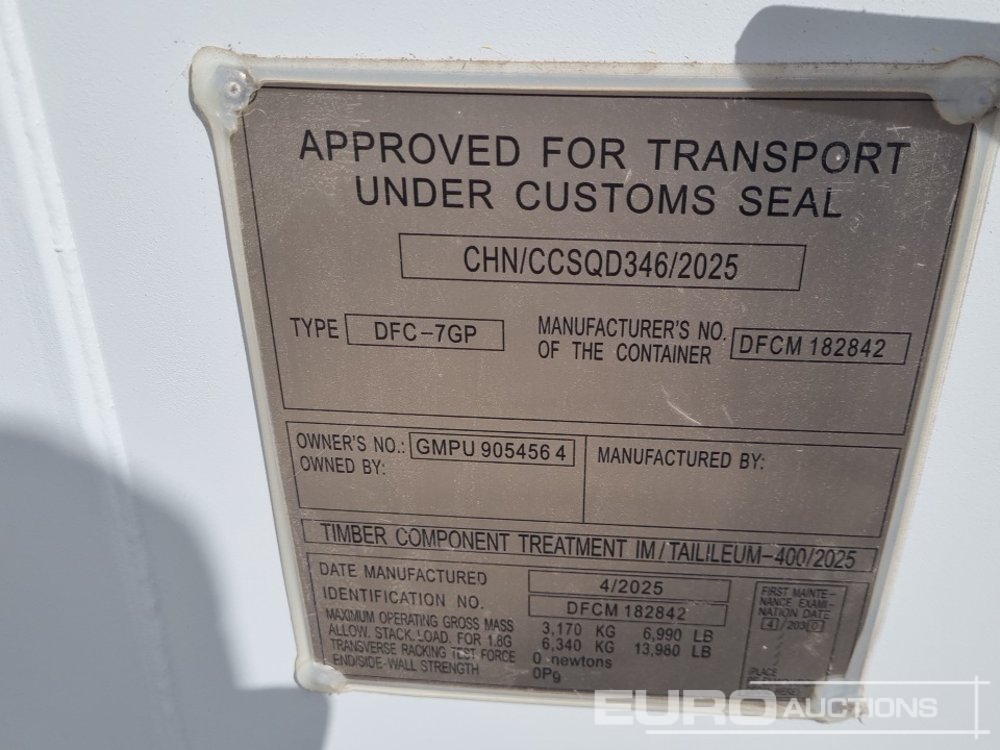 APPROVED FOR TRANSPORT
UNDER CUSTOMS SEAL
CHN/CCSQD346/2025
TYPE DFC-7GP
MANUFACTURER'S NO. DFCM 182842
OF THE CONTAINER
OWNER'S NO.: GMPU 905456 4
OWNED BY:
MANUFACTURED BY:
TIMBER COMPONENT TREATMENT IM/TAILILEUM-400/2025
DATE MANUFACTURED 4/2025
IDENTIFICATION NO. DFCM 182842
MAXIMUM OPERATING GROSS MASS 3,170 KG 6,990 LB
ALLOW. STACK. LOAD. FOR 1.8G 6,340 KG 13,980 LB
TRANSVERSE RACKING TEST FORCE 0 newtons
END/SIDE-WALL STRENGTH 0Pg
FIRST MAINTE-
NANCE EXAMI-
NATION DATE
4/2030
PLACE
EURO AUCTIONS